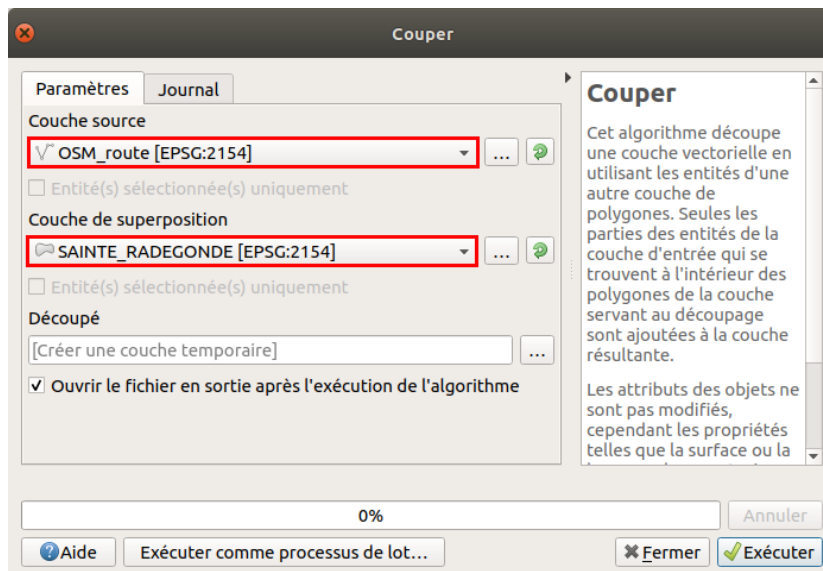 Couper
Paramètres
Journal
Couche source
OSM_route [EPSG:2154]
...
Entité(s) sélectionnée(s) uniquement
Couche de superposition
SAINTE_RADEGONDE [EPSG:2154]
...
Entité(s) sélectionnée(s) uniquement
Découpé
[Créer une couche temporaire]
...
Ouvrir le fichier en sortie après l'exécution de l'algorithme
Couper
Cet algorithme découpe
une couche vectorielle en
utilisant les entités d'une
autre couche de
polygones. Seules les
parties des entités de la
couche d'entrée qui se
trouvent à l'intérieur des
polygones de la couche
servant au découpage
sont ajoutées à la couche
résultante.
Les attributs des objets ne
sont pas modifiés,
cependant les propriétés
telles que la surface ou la
0%
Annuler
Aide
Exécuter comme processus de lot…
Fermer
Exécuter